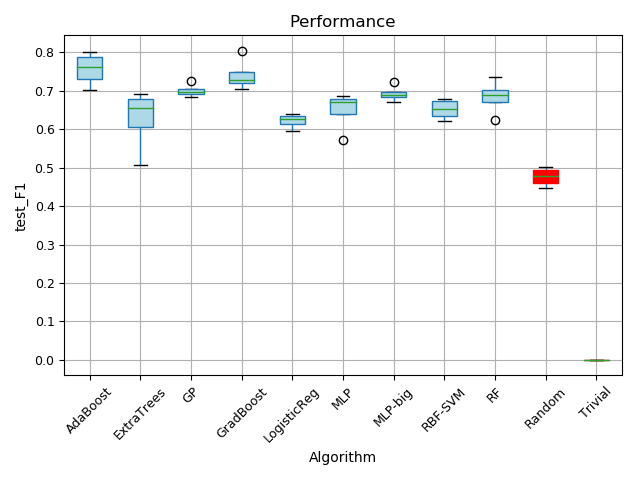 Performance
test_F1
0.8
0.7
0.6
0.5
0.4
0.3
0.2
0.1
0.0
AdaBoost
ExtraTrees
GP
GradBoost
LogisticReg
MLP
MLP-big
RBF-SVM
RF
Random
Trivial
Algorithm